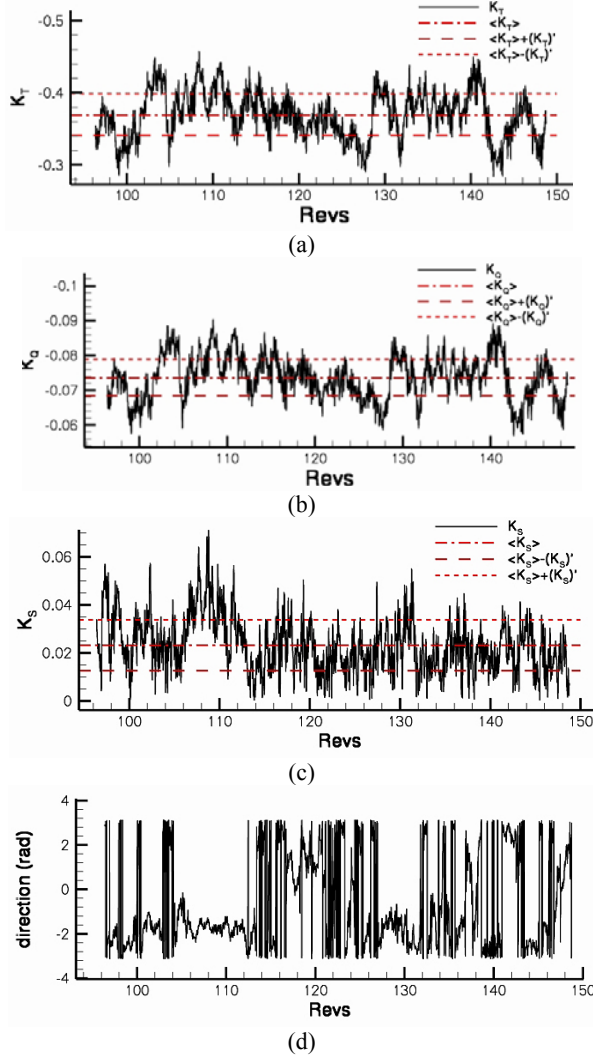 -0.5
-0.4
-0.3
K_T
K_T
<K_T>
<K_T>+(K_T)'
<K_T>-(K_T)'
100 110 120 130 140 150
Revs
(a)
-0.1
-0.09
-0.08
-0.07
-0.06
K_Q
K_Q
<K_Q>
<K_Q>+(K_Q)'
<K_Q>-(K_Q)'
100 110 120 130 140
Revs
(b)
0.06
0.04
0.02
0
K_S
K_S
<K_S>
<K_S>-(K_S)'
<K_S>+(K_S)'
100 110 120 130 140 150
Revs
(c)
4
2
0
-2
-4
direction (rad)
100 110 120 130 140 150
Revs
(d)